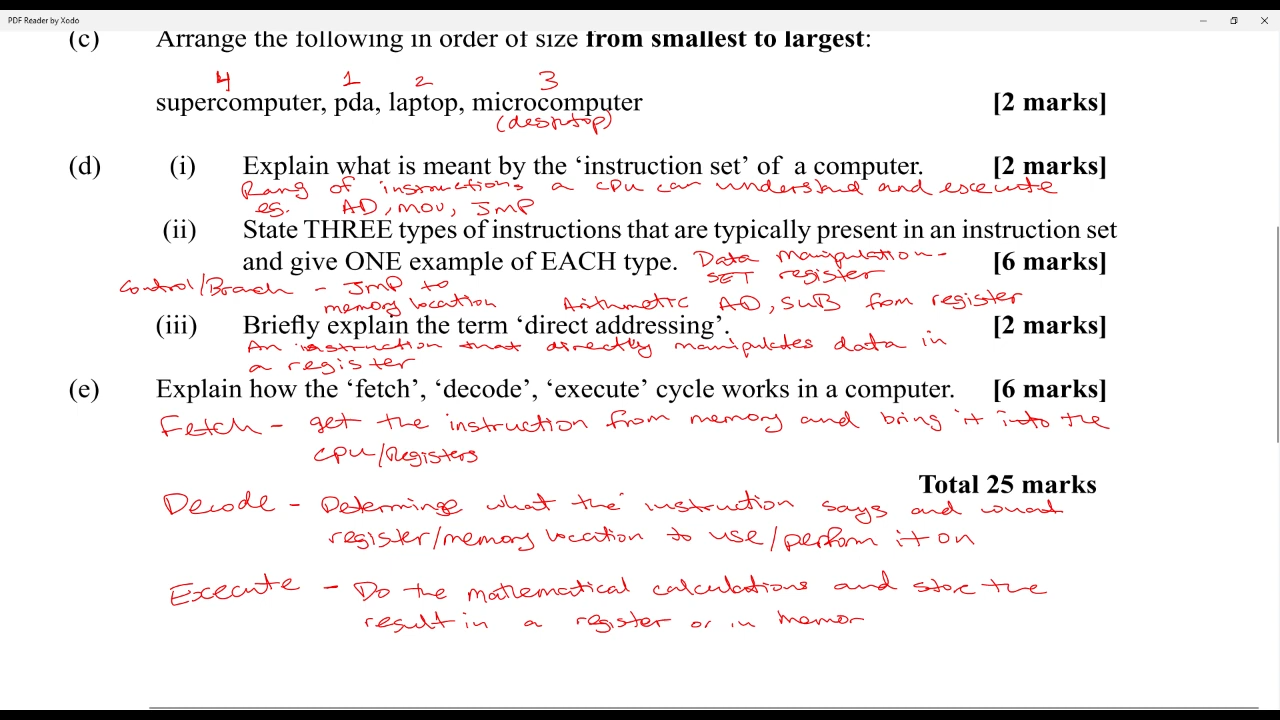 PDF Reader by Xodo
(c) Arrange the following in order of size from smallest to largest:
4 1 2 3
supercomputer, pda, laptop, microcomputer [2 marks]
(desktop)
(d) (i) Explain what is meant by the ‘instruction set’ of a computer. [2 marks]
Rang of instructions a CPU can understand and execute
eg. AD, MOV, JMP
(ii) State THREE types of instructions that are typically present in an instruction set
and give ONE example of EACH type. Data manipulation - [6 marks]
SET register
Control/Branch - JMP to
memory location Arithmetic AD, SUB from register
(iii) Briefly explain the term ‘direct addressing’. [2 marks]
An instruction that directly manipulates data in
a register
(e) Explain how the ‘fetch’, ‘decode’, ‘execute’ cycle works in a computer. [6 marks]
Fetch - get the instruction from memory and bring it into the
CPU/Registers
Total 25 marks
Decode - Determinge what the instruction says and what
register/memory location to use/perform it on
Execute - Do the mathematical calculations and store the
result in a register or in memor